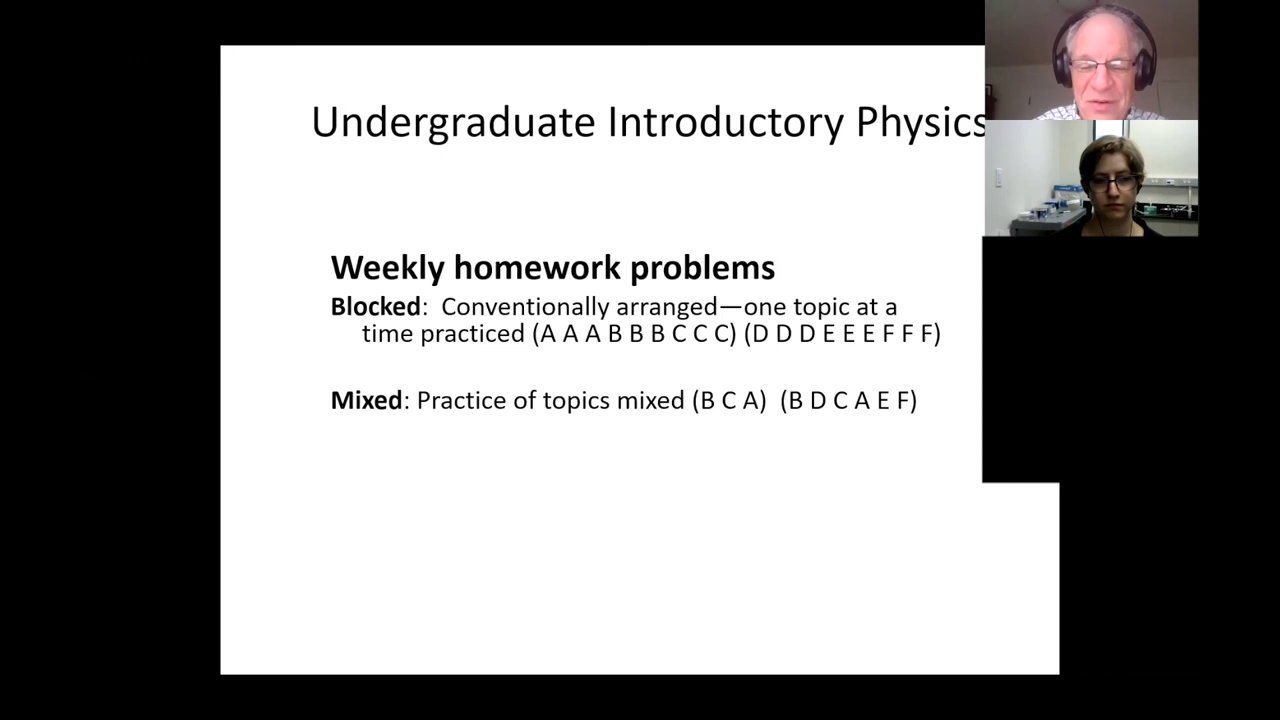 Undergraduate Introductory Physics
Weekly homework problems
Blocked: Conventionally arranged—one topic at a
time practiced (A A A B B B C C C) (D D D E E E F F F)
Mixed: Practice of topics mixed (B C A) (B D C A E F)